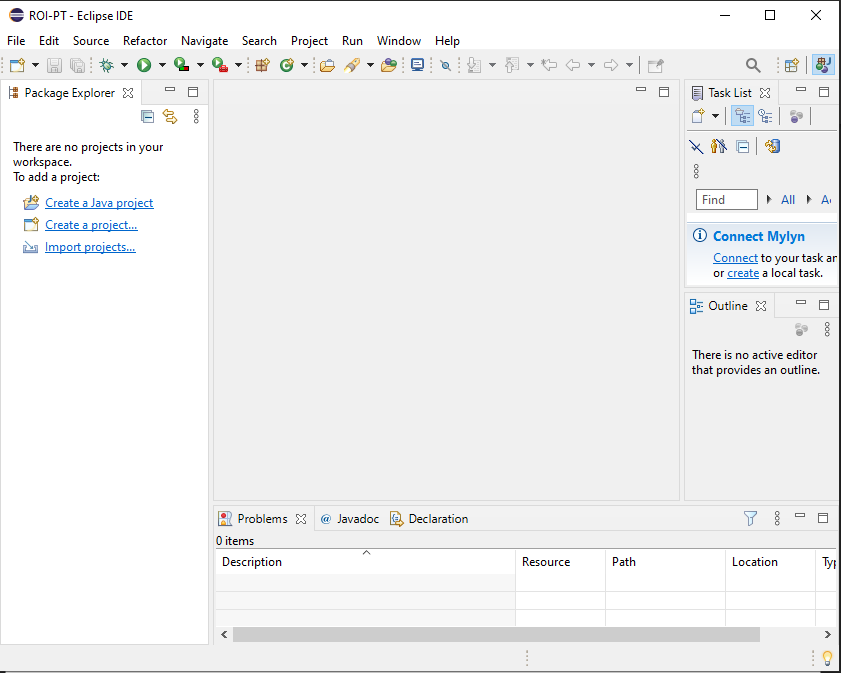 ROI-PT - Eclipse IDE
File Edit Source Refactor Navigate Search Project Run Window Help
Package Explorer
There are no projects in your
workspace.
To add a project:
Create a Java project
Create a project...
Import projects...
Task List
Find All
Connect Mylyn
Connect to your task
or create a local task.
Outline
There is no active editor
that provides an outline.
Problems @ Javadoc Declaration
0 items
Description Resource Path Location